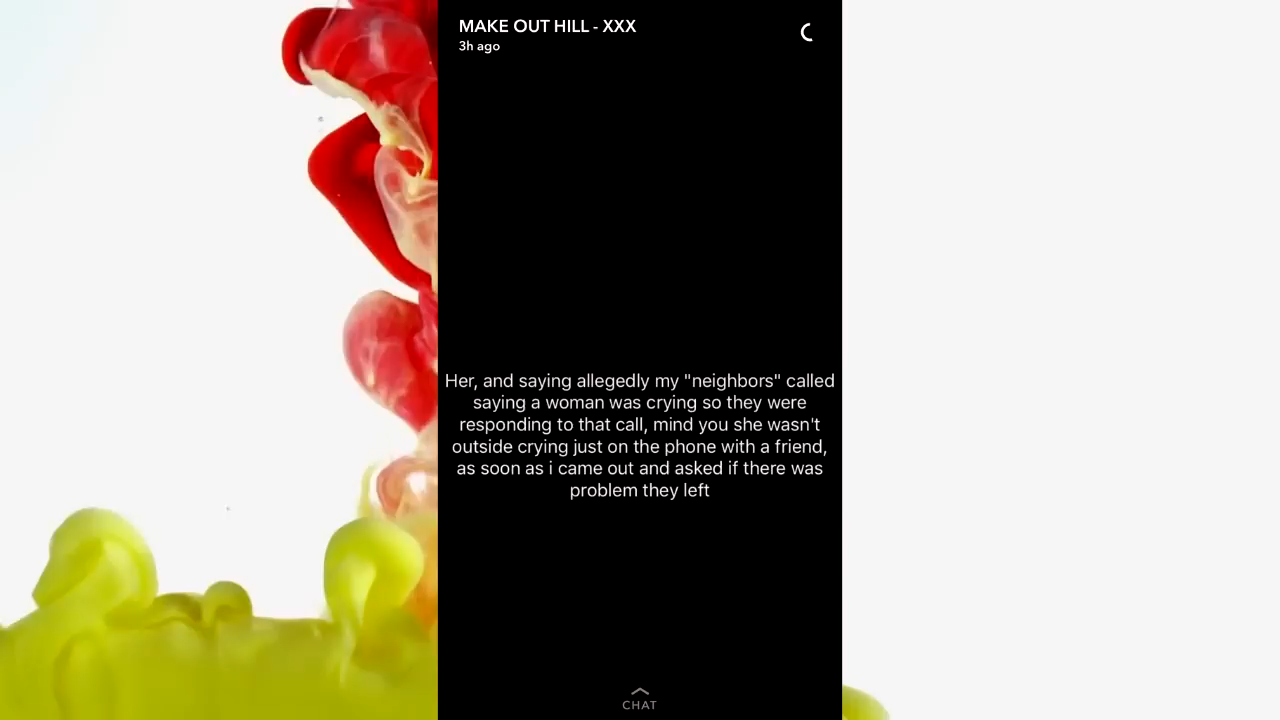 MAKE OUT HILL - XXX
3h ago
Her, and saying allegedly my "neighbors" called
saying a woman was crying so they were
responding to that call, mind you she wasn't
outside crying just on the phone with a friend,
as soon as i came out and asked if there was
problem they left
CHAT